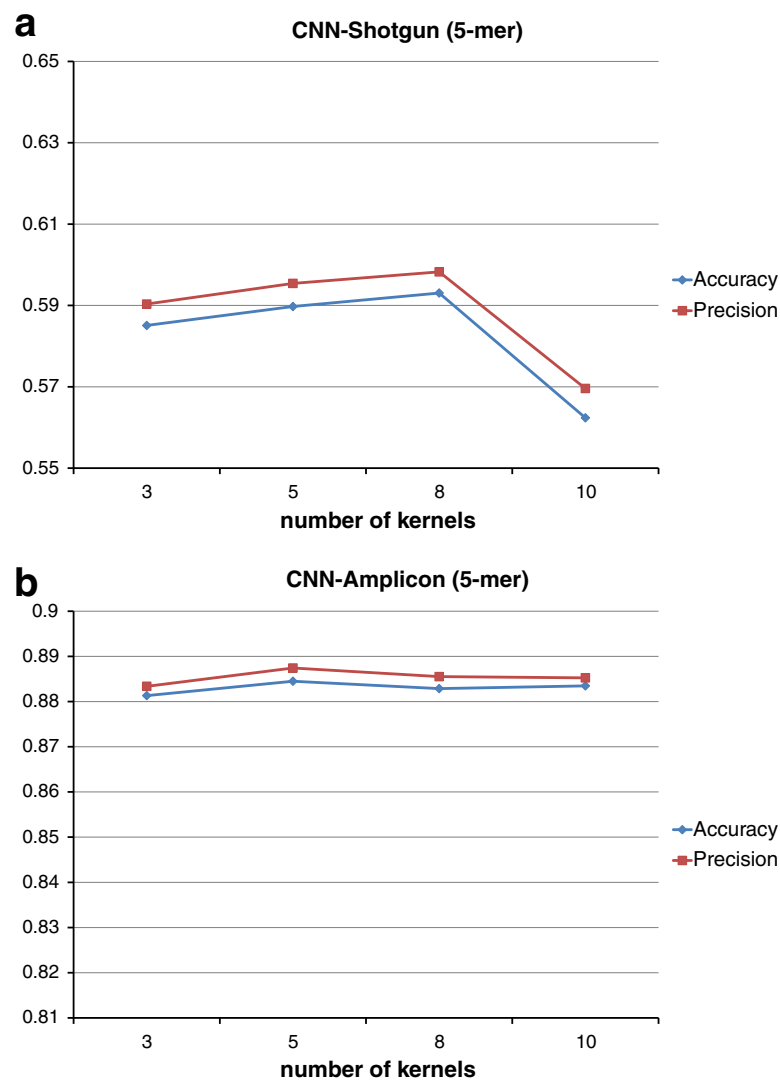 a
CNN-Shotgun (5-mer)
0.65
0.63
0.61
0.59
0.57
0.55
3 5 8 10
number of kernels
Accuracy
Precision
b
CNN-Amplicon (5-mer)
0.9
0.89
0.88
0.87
0.86
0.85
0.84
0.83
0.82
0.81
3 5 8 10
number of kernels
Accuracy
Precision